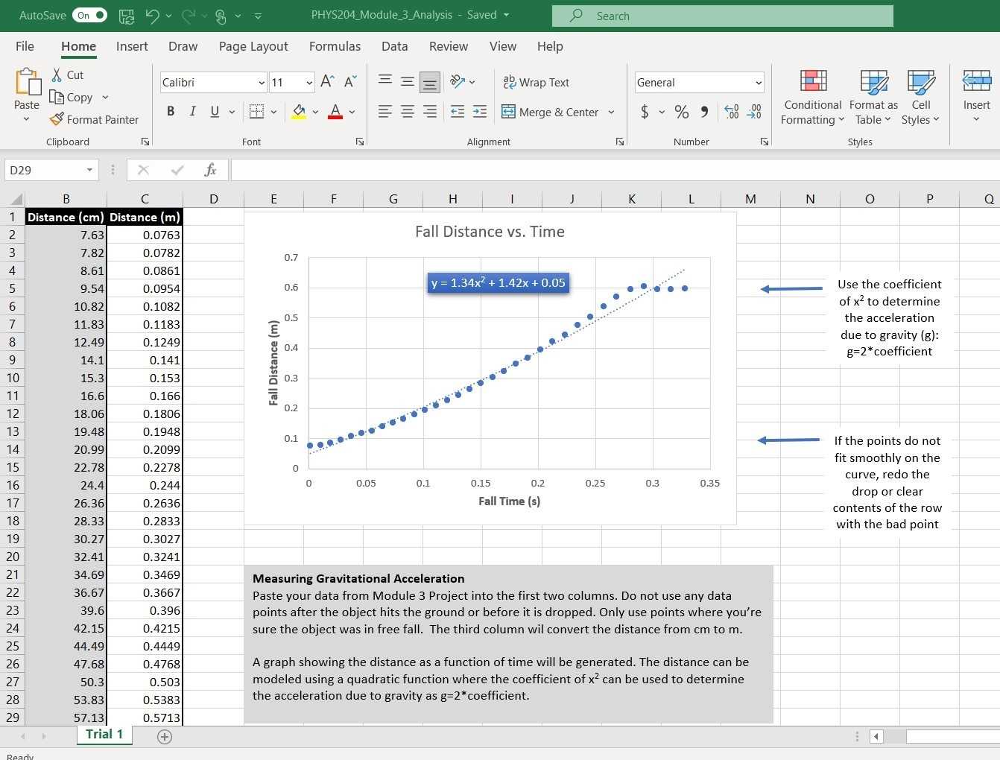 AutoSave On PHYS204_Module_3_Analysis - Saved Search
File Home Insert Draw Page Layout Formulas Data Review View Help
Paste
Cut
Copy
Format Painter
Clipboard
Calibri 11 A^ A˅
B I U A
Font
ab Wrap Text
Merge & Center
Alignment
General
$ % 9 .00 .00
Number
Conditional Formatting
Format as Table
Cell Styles
Styles
Insert
D29 fx
B C D E F G H I J K L M N O P Q
1 Distance (cm) Distance (m)
2 7.63 0.0763
3 7.82 0.0782
4 8.61 0.0861
5 9.54 0.0954
6 10.82 0.1082
7 11.83 0.1183
8 12.49 0.1249
9 14.1 0.141
10 15.3 0.153
11 16.6 0.166
12 18.06 0.1806
13 19.48 0.1948
14 20.99 0.2099
15 22.78 0.2278
16 24.4 0.244
17 26.36 0.2636
18 28.33 0.2833
19 30.27 0.3027
20 32.41 0.3241
21 34.69 0.3469
22 36.67 0.3667
23 39.6 0.396
24 42.15 0.4215
25 44.49 0.4449
26 47.68 0.4768
27 50.3 0.503
28 53.83 0.5383
29 57.13 0.5713
Fall Distance vs. Time
y = 1.34x² + 1.42x + 0.05
Fall Distance (m)
0.7
0.6
0.5
0.4
0.3
0.2
0.1
0
0 0.05 0.1 0.15 0.2 0.25 0.3 0.35
Fall Time (s)
Use the coefficient
of x² to determine
the acceleration
due to gravity (g):
g=2*coefficient
If the points do not
fit smoothly on the
curve, redo the
drop or clear
contents of the row
with the bad point
Measuring Gravitational Acceleration
Paste your data from Module 3 Project into the first two columns. Do not use any data
points after the object hits the ground or before it is dropped. Only use points where you're
sure the object was in free fall. The third column wil convert the distance from cm to m.
A graph showing the distance as a function of time will be generated. The distance can be
modeled using a quadratic function where the coefficient of x² can be used to determine
the acceleration due to gravity as g=2*coefficient.
Trial 1
Ready